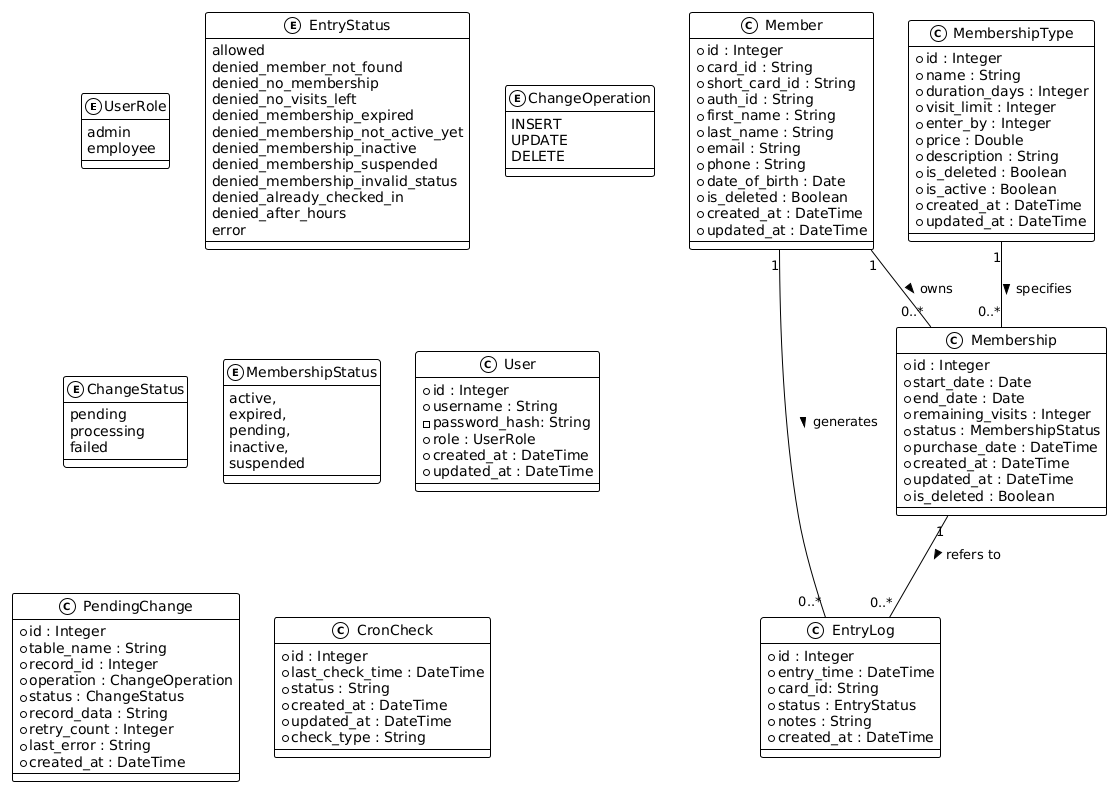 E EntryStatus
allowed
denied_member_not_found
denied_no_membership
denied_no_visits_left
denied_membership_expired
denied_membership_not_active_yet
denied_membership_inactive
denied_membership_suspended
denied_membership_invalid_status
denied_already_checked_in
denied_after_hours
error
C Member
id : Integer
card_id : String
short_card_id : String
auth_id : String
first_name : String
last_name : String
email : String
phone : String
date_of_birth : Date
is_deleted : Boolean
created_at : DateTime
updated_at : DateTime
C MembershipType
id : Integer
name : String
duration_days : Integer
visit_limit : Integer
enter_by : Integer
price : Double
description : String
is_deleted : Boolean
is_active : Boolean
created_at : DateTime
updated_at : DateTime
E UserRole
admin
employee
E ChangeOperation
INSERT
UPDATE
DELETE
1
1
1
owns
specifies
0..*
0..*
E ChangeStatus
pending
processing
failed
E MembershipStatus
active,
expired,
pending,
inactive,
suspended
C User
id : Integer
username : String
password_hash: String
role : UserRole
created_at : DateTime
updated_at : DateTime
generates
C Membership
id : Integer
start_date : Date
end_date : Date
remaining_visits : Integer
status : MembershipStatus
purchase_date : DateTime
created_at : DateTime
updated_at : DateTime
is_deleted : Boolean
1
refers to
0..*
0..*
C PendingChange
id : Integer
table_name : String
record_id : Integer
operation : ChangeOperation
status : ChangeStatus
record_data : String
retry_count : Integer
last_error : String
created_at : DateTime
C CronCheck
id : Integer
last_check_time : DateTime
status : String
created_at : DateTime
updated_at : DateTime
check_type : String
C EntryLog
id : Integer
entry_time : DateTime
card_id: String
status : EntryStatus
notes : String
created_at : DateTime